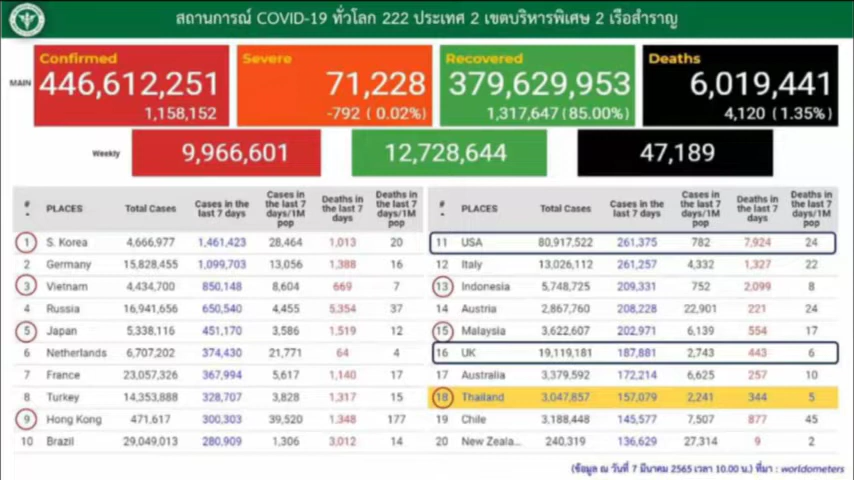 สถานการณ์ COVID-19 ทั่วโลก 222 ประเทศ 2 เขตบริหารพิเศษ 2 เรือสำราญ
MAIN
Confirmed
446,612,251
1,158,152
Severe
71,228
-792 ( 0.02%)
Recovered
379,629,953
1,317,647 (85.00%)
Deaths
6,019,441
4,120 (1.35%)
Weekly 9,966,601 12,728,644 47,189
# PLACES Total Cases Cases in the last 7 days Cases in the last 7 days/1M pop Deaths in the last 7 days Deaths in the last 7 days/1M pop
1 S. Korea 4,666,977 1,461,423 28,464 1,013 20
2 Germany 15,828,455 1,099,703 13,056 1,388 16
3 Vietnam 4,434,700 850,148 8,604 669 7
4 Russia 16,941,656 650,540 4,455 5,354 37
5 Japan 5,338,116 451,170 3,586 1,519 12
6 Netherlands 6,707,202 374,430 21,771 64 4
7 France 23,057,326 367,994 5,617 1,140 17
8 Turkey 14,353,888 328,707 3,828 1,317 15
9 Hong Kong 471,617 300,303 39,520 1,348 177
10 Brazil 29,049,013 280,909 1,306 3,012 14
# PLACES Total Cases Cases in the last 7 days Cases in the last 7 days/1M pop Deaths in the last 7 days Deaths in the last 7 days/1M pop
11 USA 80,917,522 261,375 782 7,924 24
12 Italy 13,026,112 261,257 4,332 1,327 22
13 Indonesia 5,748,725 209,331 752 2,099 8
14 Austria 2,867,760 208,228 22,901 221 24
15 Malaysia 3,622,607 202,971 6,139 554 17
16 UK 19,119,181 187,881 2,743 443 6
17 Australia 3,379,592 172,214 6,625 257 10
18 Thailand 3,047,857 157,079 2,241 344 5
19 Chile 3,188,448 145,577 7,507 877 45
20 New Zeala... 240,319 136,629 27,314 9 2
(ข้อมูล ณ วันที่ 7 มีนาคม 2565 เวลา 10.00 น.) ที่มา : worldometers